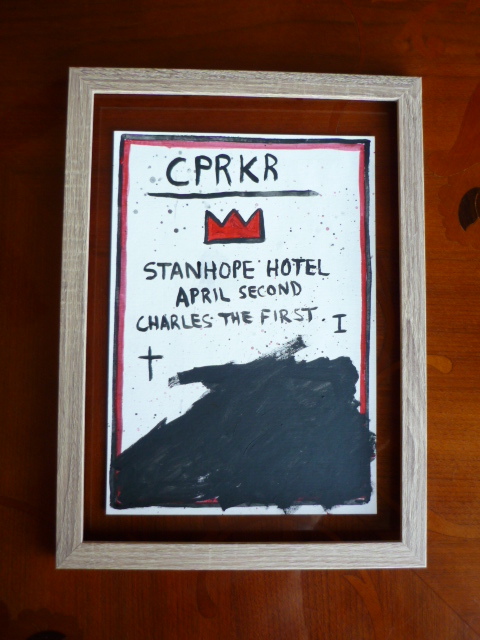 CPRKR
STANHOPE HOTEL
APRIL SECOND
CHARLES THE FIRST. I